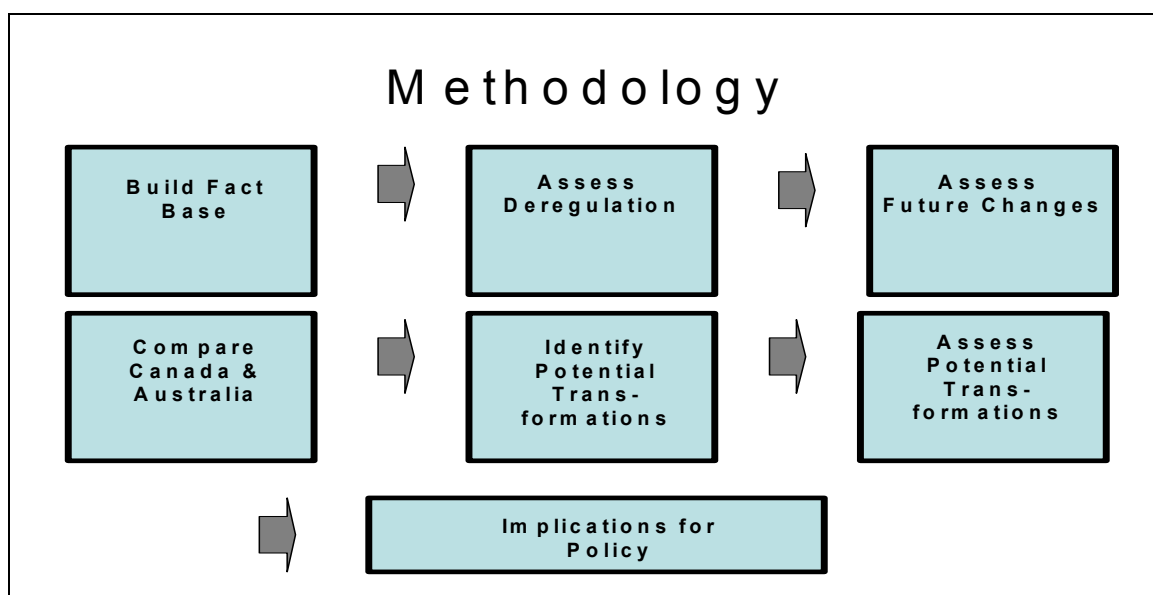 Methodology
Build Fact
Base
Assess
Deregulation
Assess
Future Changes
Compare
Canada &
Australia
Identify
Potential
Trans-
formations
Assess
Potential
Trans-
formations
Implications for
Policy